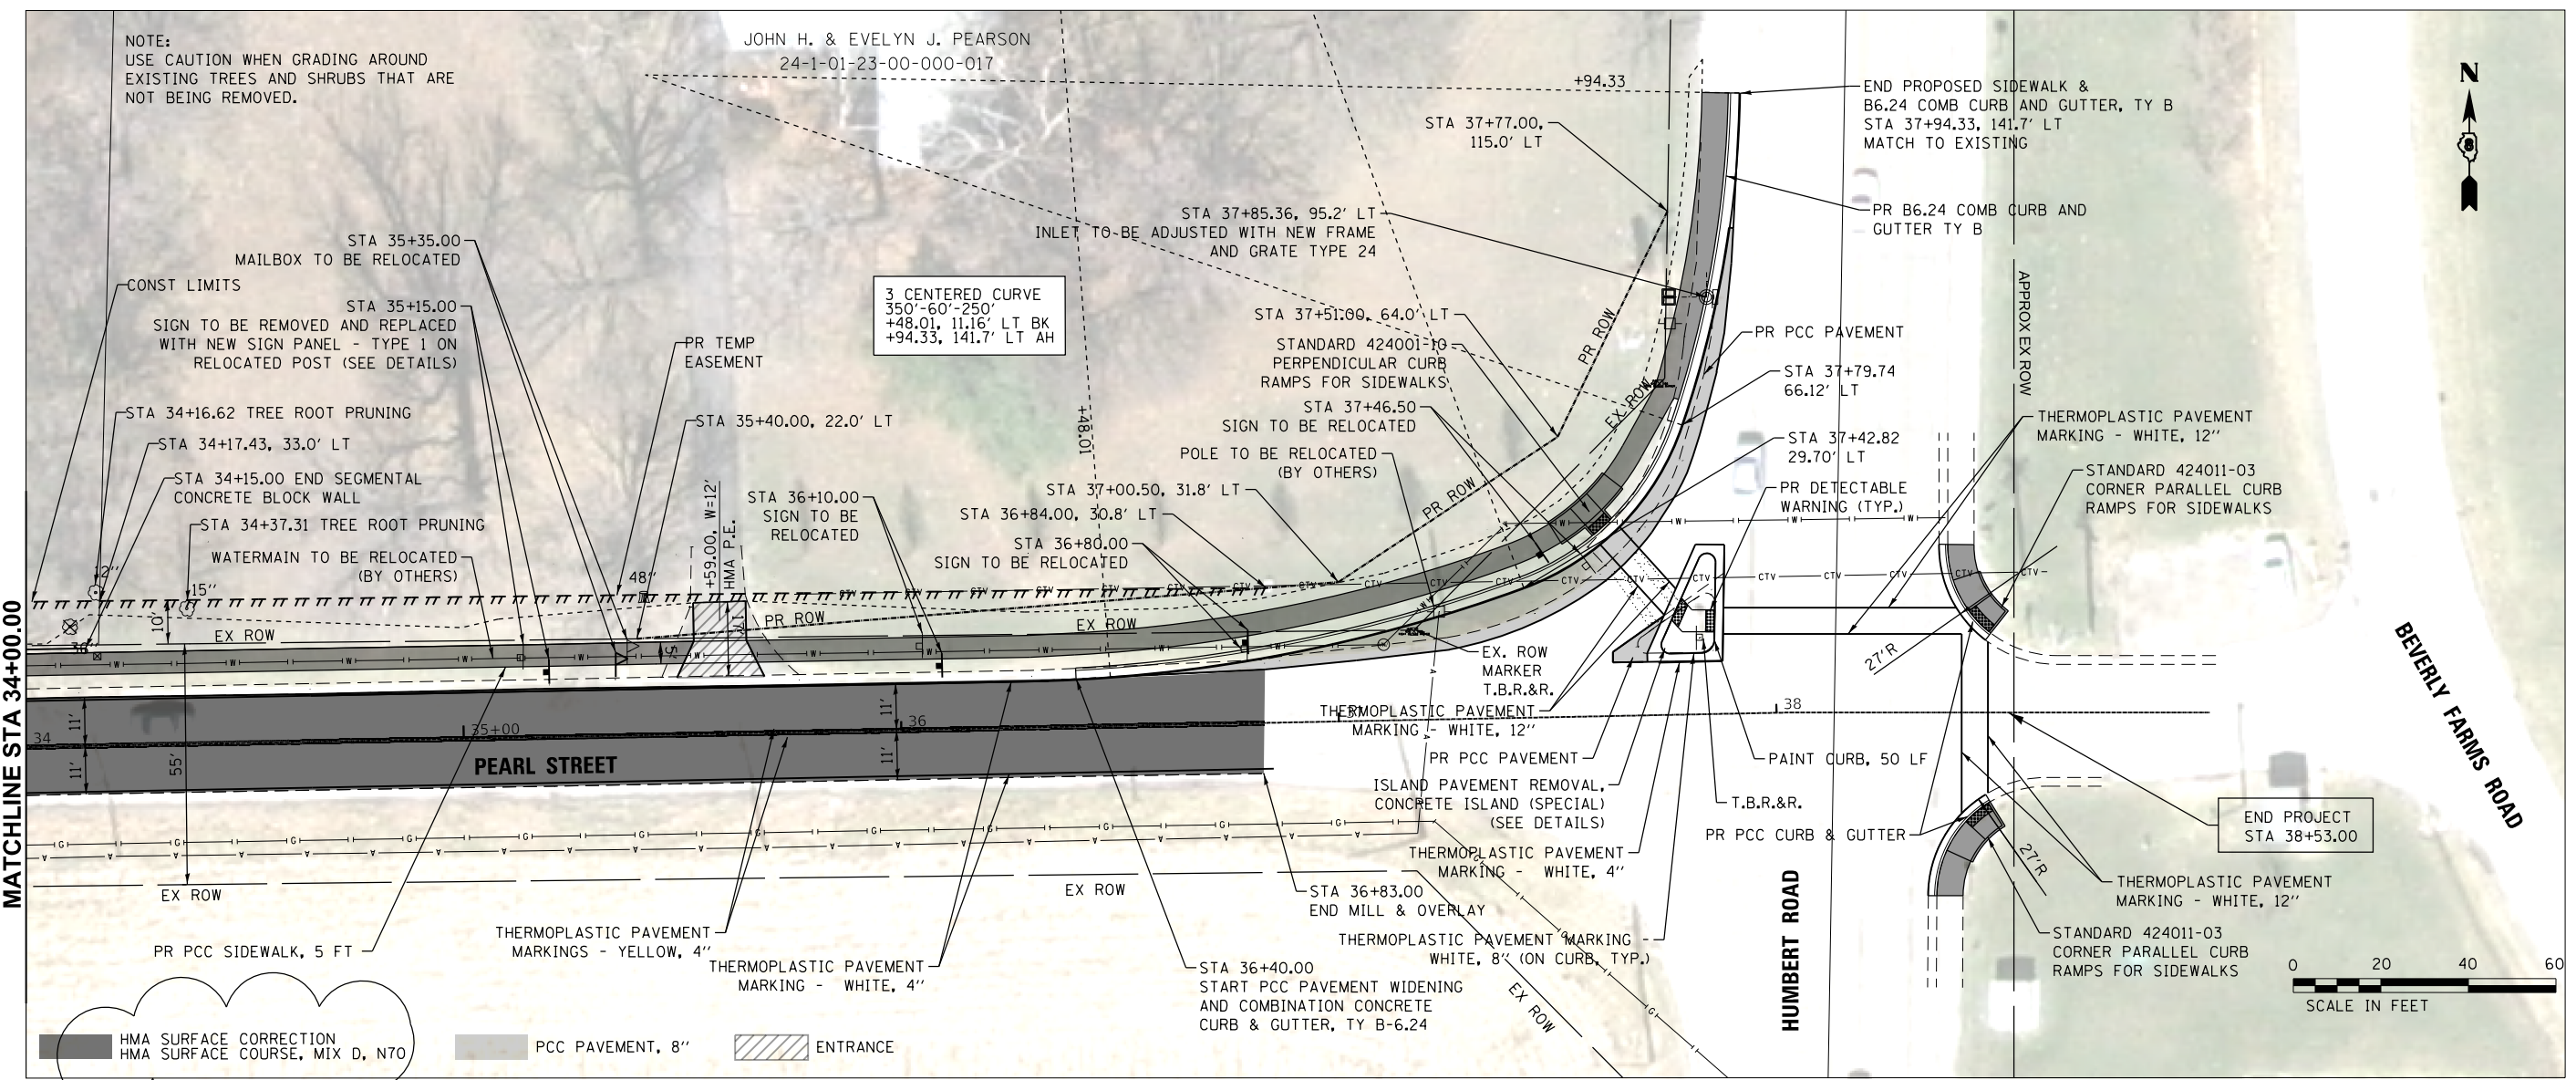 NOTE:
USE CAUTION WHEN GRADING AROUND
EXISTING TREES AND SHRUBS THAT ARE
NOT BEING REMOVED.
JOHN H. & EVELYN J. PEARSON
24-1-01-23-00-000-017
+94.33
END PROPOSED SIDEWALK &
B6.24 COMB CURB AND GUTTER, TY B
STA 37+94.33, 141.7' LT
MATCH TO EXISTING
N
8
STA 37+77.00,
115.0' LT
STA 37+85.36, 95.2' LT
INLET TO BE ADJUSTED WITH NEW FRAME
AND GRATE TYPE 24
PR B6.24 COMB CURB AND
GUTTER TY B
STA 35+35.00
MAILBOX TO BE RELOCATED
CONST LIMITS
STA 35+15.00
SIGN TO BE REMOVED AND REPLACED
WITH NEW SIGN PANEL - TYPE 1 ON
RELOCATED POST (SEE DETAILS)
3 CENTERED CURVE
350'-60'-250'
+48.01, 11.16' LT BK
+94.33, 141.7' LT AH
PR TEMP
EASEMENT
STA 37+51.00, 64.0' LT
STANDARD 424001-10
PERPENDICULAR CURB
RAMPS FOR SIDEWALKS
STA 37+46.50
SIGN TO BE RELOCATED
POLE TO BE RELOCATED
(BY OTHERS)
PR ROW
EX ROW
PR PCC PAVEMENT
STA 37+79.74
66.12' LT
APPROX EX ROW
THERMOPLASTIC PAVEMENT
MARKING - WHITE, 12"
STA 37+42.82
29.70' LT
STANDARD 424011-03
CORNER PARALLEL CURB
RAMPS FOR SIDEWALKS
PR DETECTABLE
WARNING (TYP.)
STA 34+16.62 TREE ROOT PRUNING
STA 34+17.43, 33.0' LT
STA 34+15.00 END SEGMENTAL
CONCRETE BLOCK WALL
STA 34+37.31 TREE ROOT PRUNING
WATERMAIN TO BE RELOCATED
(BY OTHERS)
STA 35+40.00, 22.0' LT
+48.01
+59.00, W=12'
HMA P.E.
STA 36+10.00
SIGN TO BE
RELOCATED
STA 37+00.50, 31.8' LT
STA 36+84.00, 30.8' LT
STA 36+80.00
SIGN TO BE RELOCATED
PR ROW
12"
15"
48"
36"
10'
5'
EX ROW
PR ROW
EX ROW
MATCHLINE STA 34+00.00
11'
11'
55'
11'
11'
34
35+00
36
37
38
PEARL STREET
EX. ROW
MARKER
T.B.R.&R.
THERMOPLASTIC PAVEMENT
MARKING - WHITE, 12"
PR PCC PAVEMENT
ISLAND PAVEMENT REMOVAL,
CONCRETE ISLAND (SPECIAL)
(SEE DETAILS)
THERMOPLASTIC PAVEMENT
MARKING - WHITE, 4"
PAINT CURB, 50 LF
T.B.R.&R.
PR PCC CURB & GUTTER
27'R
27'R
BEVERLY FARMS ROAD
END PROJECT
STA 38+53.00
THERMOPLASTIC PAVEMENT
MARKING - WHITE, 12"
STANDARD 424011-03
CORNER PARALLEL CURB
RAMPS FOR SIDEWALKS
HUMBERT ROAD
EX ROW
EX ROW
EX ROW
STA 36+83.00
END MILL & OVERLAY
THERMOPLASTIC PAVEMENT MARKING -
WHITE, 8" (ON CURB, TYP.)
PR PCC SIDEWALK, 5 FT
THERMOPLASTIC PAVEMENT
MARKINGS - YELLOW, 4"
THERMOPLASTIC PAVEMENT
MARKING - WHITE, 4"
STA 36+40.00
START PCC PAVEMENT WIDENING
AND COMBINATION CONCRETE
CURB & GUTTER, TY B-6.24
0 20 40 60
SCALE IN FEET
HMA SURFACE CORRECTION
HMA SURFACE COURSE, MIX D, N70
PCC PAVEMENT, 8"
ENTRANCE